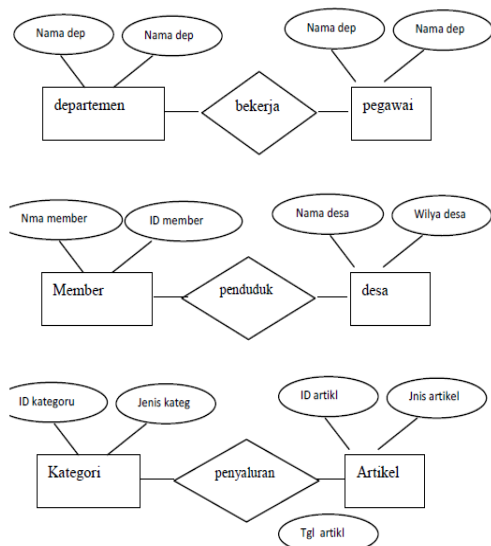 Nama dep
Nama dep
Nama dep
Nama dep
departemen
bekerja
pegawai
Nma member
ID member
Nama desa
Wilya desa
Member
penduduk
desa
ID kategoru
Jenis kateg
ID artikl
Jnis artikel
Kategori
penyaluran
Artikel
Tgl artikl